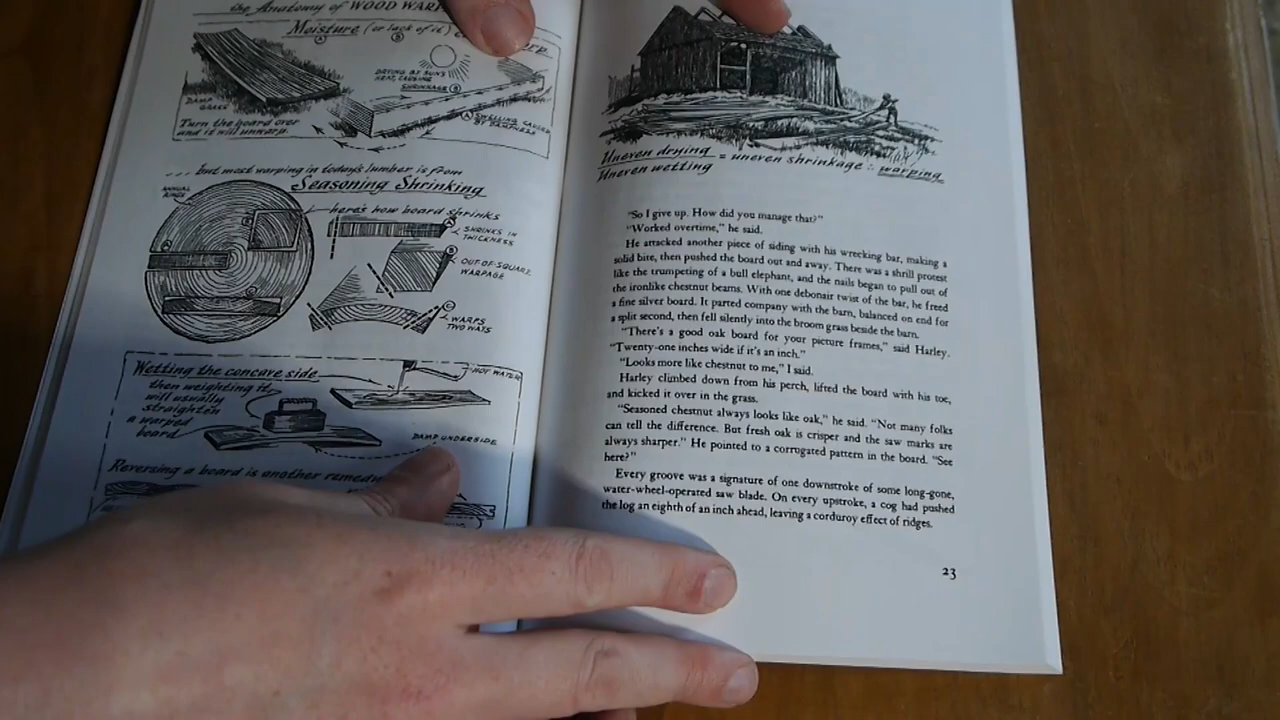 the Anatomy of WOOD
Moisture (or lack of it)
DRYING BY SUN'S
HEAT, CAUSING
SHRINKAGE B
DAMP
GRASS
A SWELLING CAUSED
BY DAMPNESS
Turn the board over
and it will unwarp.
.... but most warping in today's lumber is from
Seasoning Shrinking
ANNUAL
RINGS
here's how board shrinks
A
SHRINKS IN
THICKNESS
B
OUT-OF-SQUARE
WARPAGE
C
WARPS
TWO WAYS
Wetting the concave side
HOT WATER
then weighting it,
will usually
straighten
a warped
board
DAMP UNDERSIDE
Reversing a board is another
Uneven drying
Uneven wetting
= uneven shrinkage ∴ warping
"So I give up. How did you manage that?"
"Worked overtime," he said.
He attacked another piece of siding with his wrecking bar, making a
solid bite, then pushed the board out and away. There was a shrill protest
like the trumpeting of a bull elephant, and the nails began to pull out of
the ironlike chestnut beams. With one debonair twist of the bar, he freed
a fine silver board. It parted company with the barn, balanced on end for
a split second, then fell silently into the broom grass beside the barn.
"There's a good oak board for your picture frames," said Harley.
"Twenty-one inches wide if it's an inch."
"Looks more like chestnut to me," I said.
Harley climbed down from his perch, lifted the board with his toe,
and kicked it over in the grass.
"Seasoned chestnut always looks like oak," he said. "Not many folks
can tell the difference. But fresh oak is crisper and the saw marks are
always sharper." He pointed to a corrugated pattern in the board. "See
here?"
Every groove was a signature of one downstroke of some long-gone,
water-wheel-operated saw blade. On every upstroke, a cog had pushed
the log an eighth of an inch ahead, leaving a corduroy effect of ridges.
23